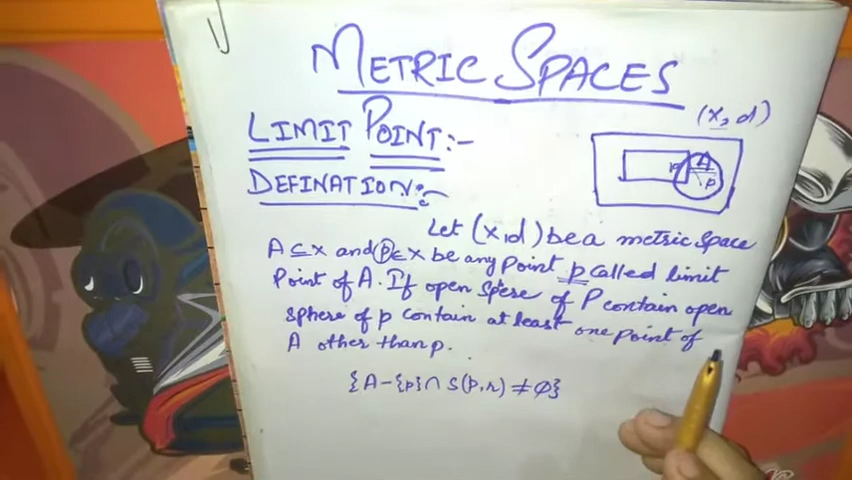 METRIC SPACES
(X, d)
LIMIT POINT:-
DEFINATION:-
Let (X,d) be a metric space
A ⊆ X and p ∈ X be any point p called limit
Point of A. If open Spere of P contain open
sphere of p contain at least one point of
A other than p.
{A-{p} ∩ S(p,r) ≠ ∅}
A
p